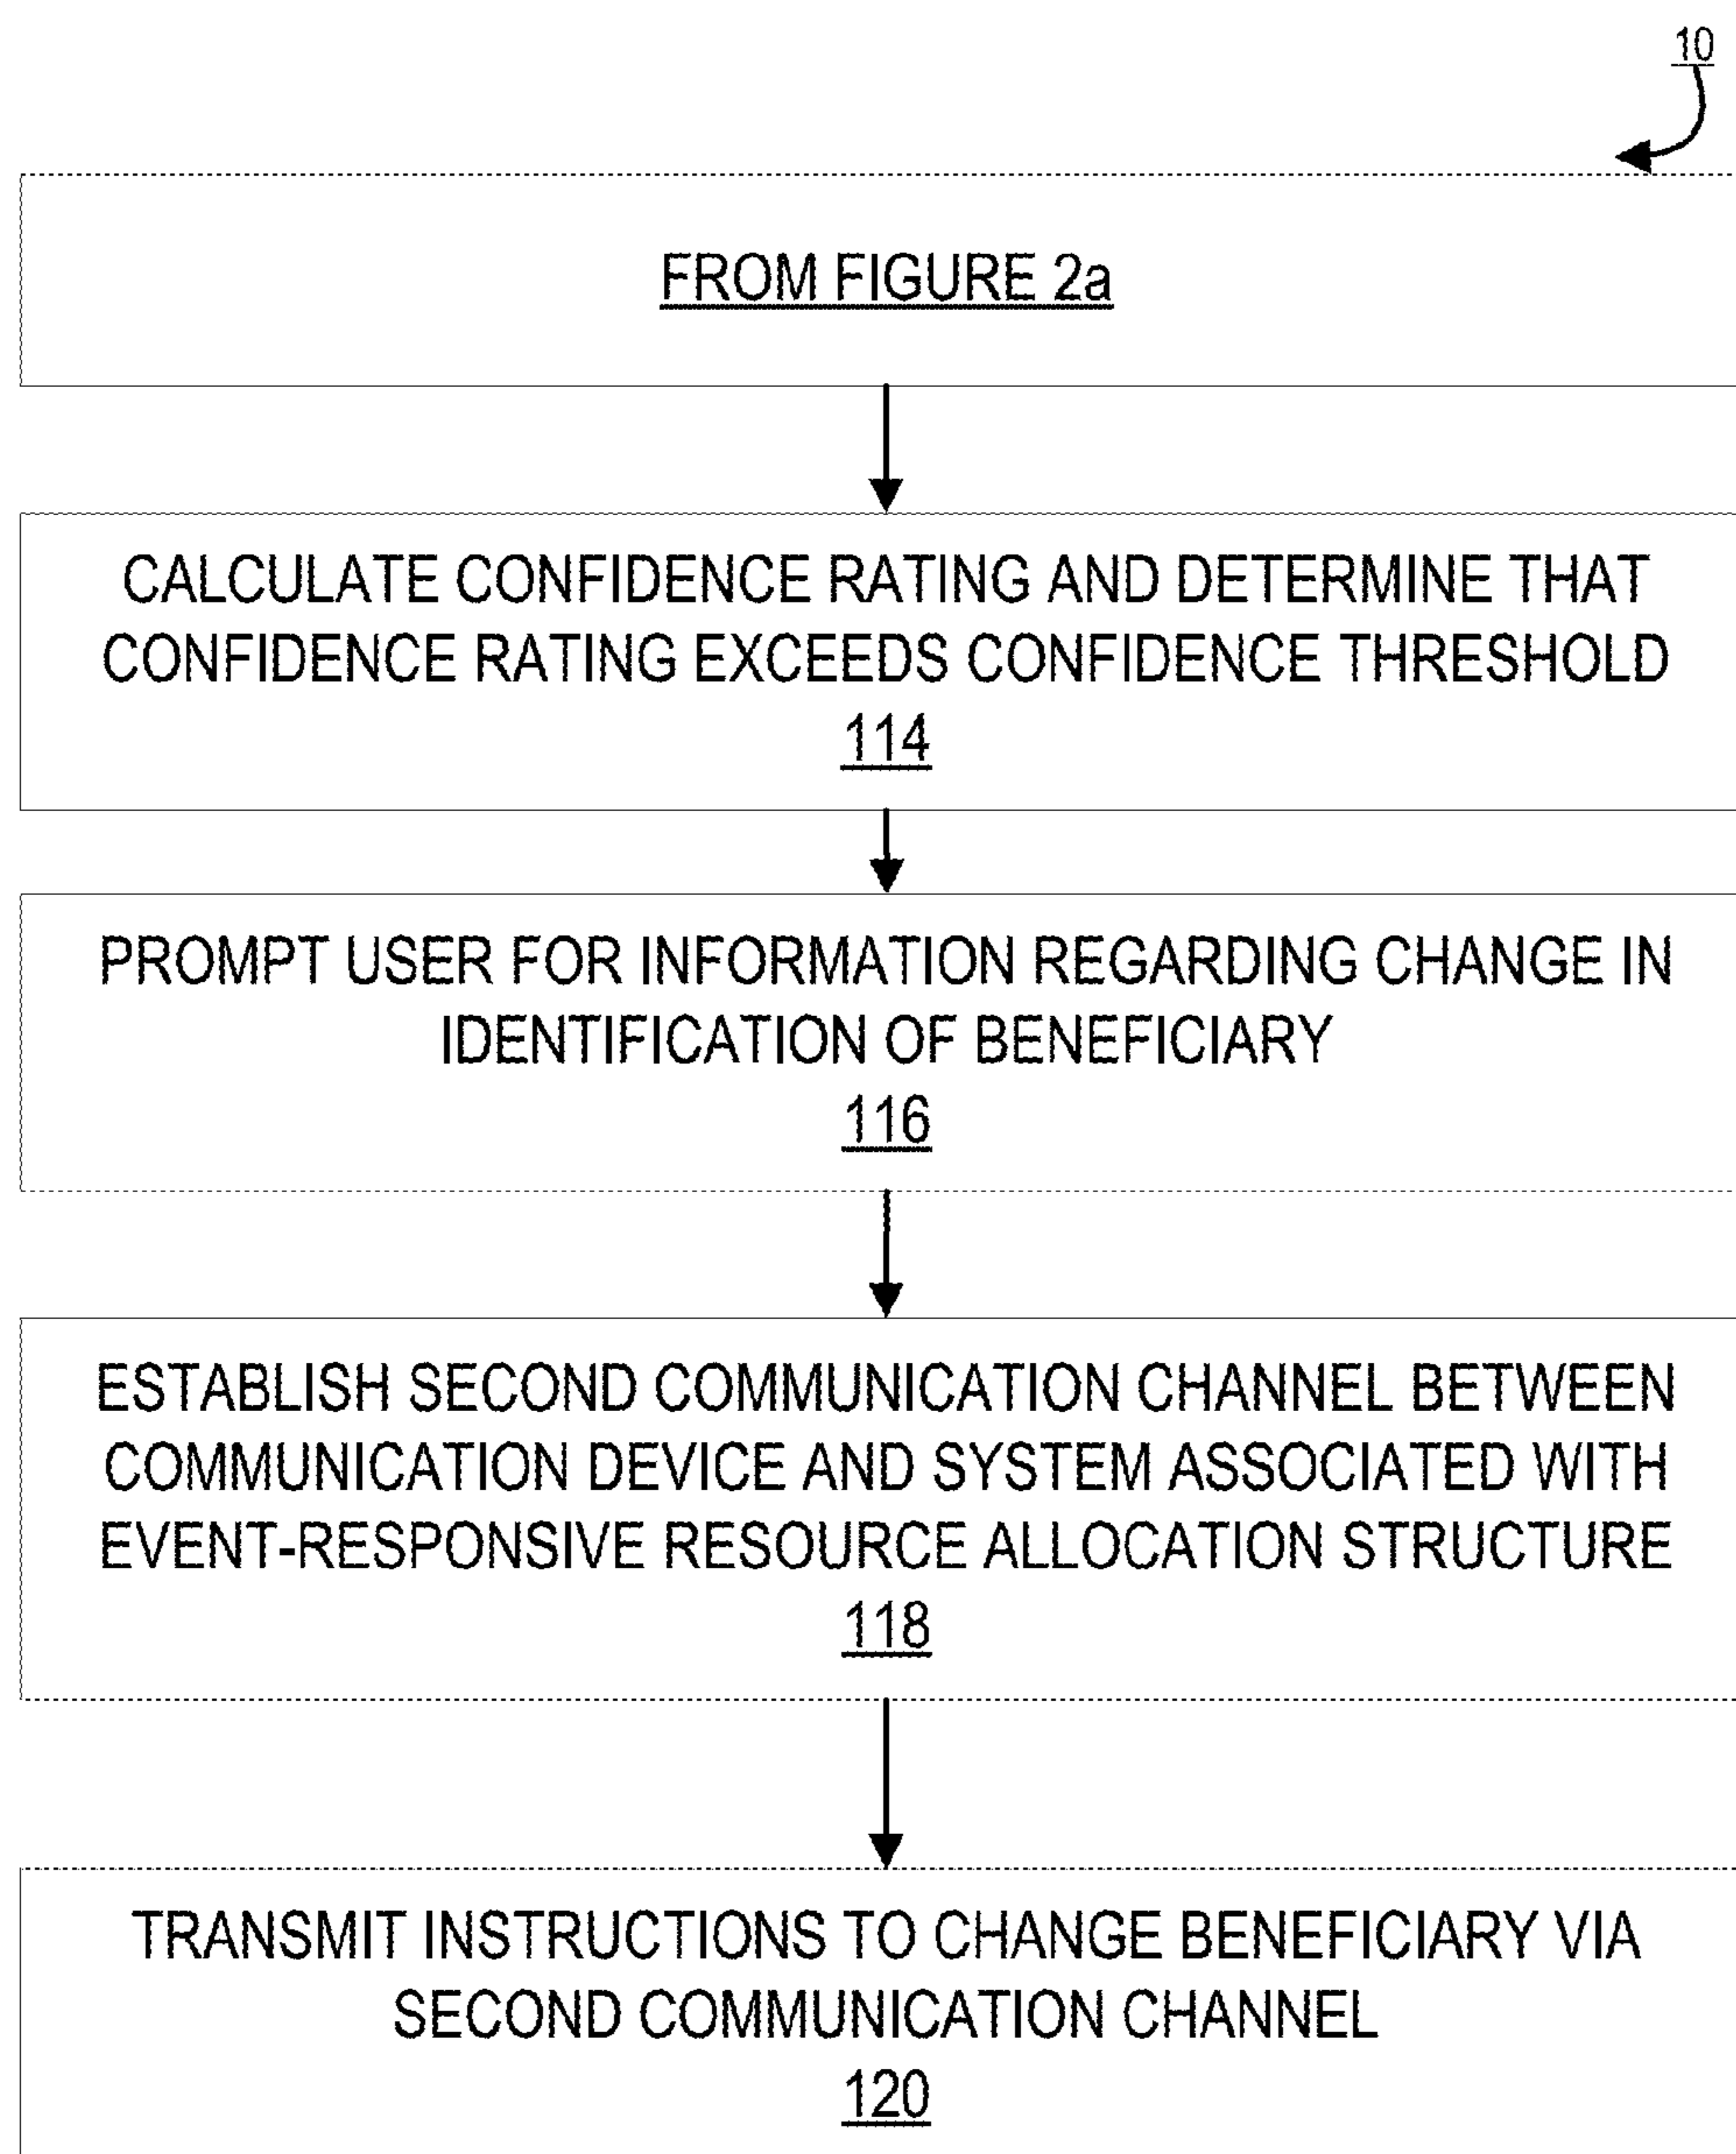 10
FROM FIGURE 2a
CALCULATE CONFIDENCE RATING AND DETERMINE THAT
CONFIDENCE RATING EXCEEDS CONFIDENCE THRESHOLD
114
PROMPT USER FOR INFORMATION REGARDING CHANGE IN
IDENTIFICATION OF BENEFICIARY
116
ESTABLISH SECOND COMMUNICATION CHANNEL BETWEEN
COMMUNICATION DEVICE AND SYSTEM ASSOCIATED WITH
EVENT-RESPONSIVE RESOURCE ALLOCATION STRUCTURE
118
TRANSMIT INSTRUCTIONS TO CHANGE BENEFICIARY VIA
SECOND COMMUNICATION CHANNEL
120